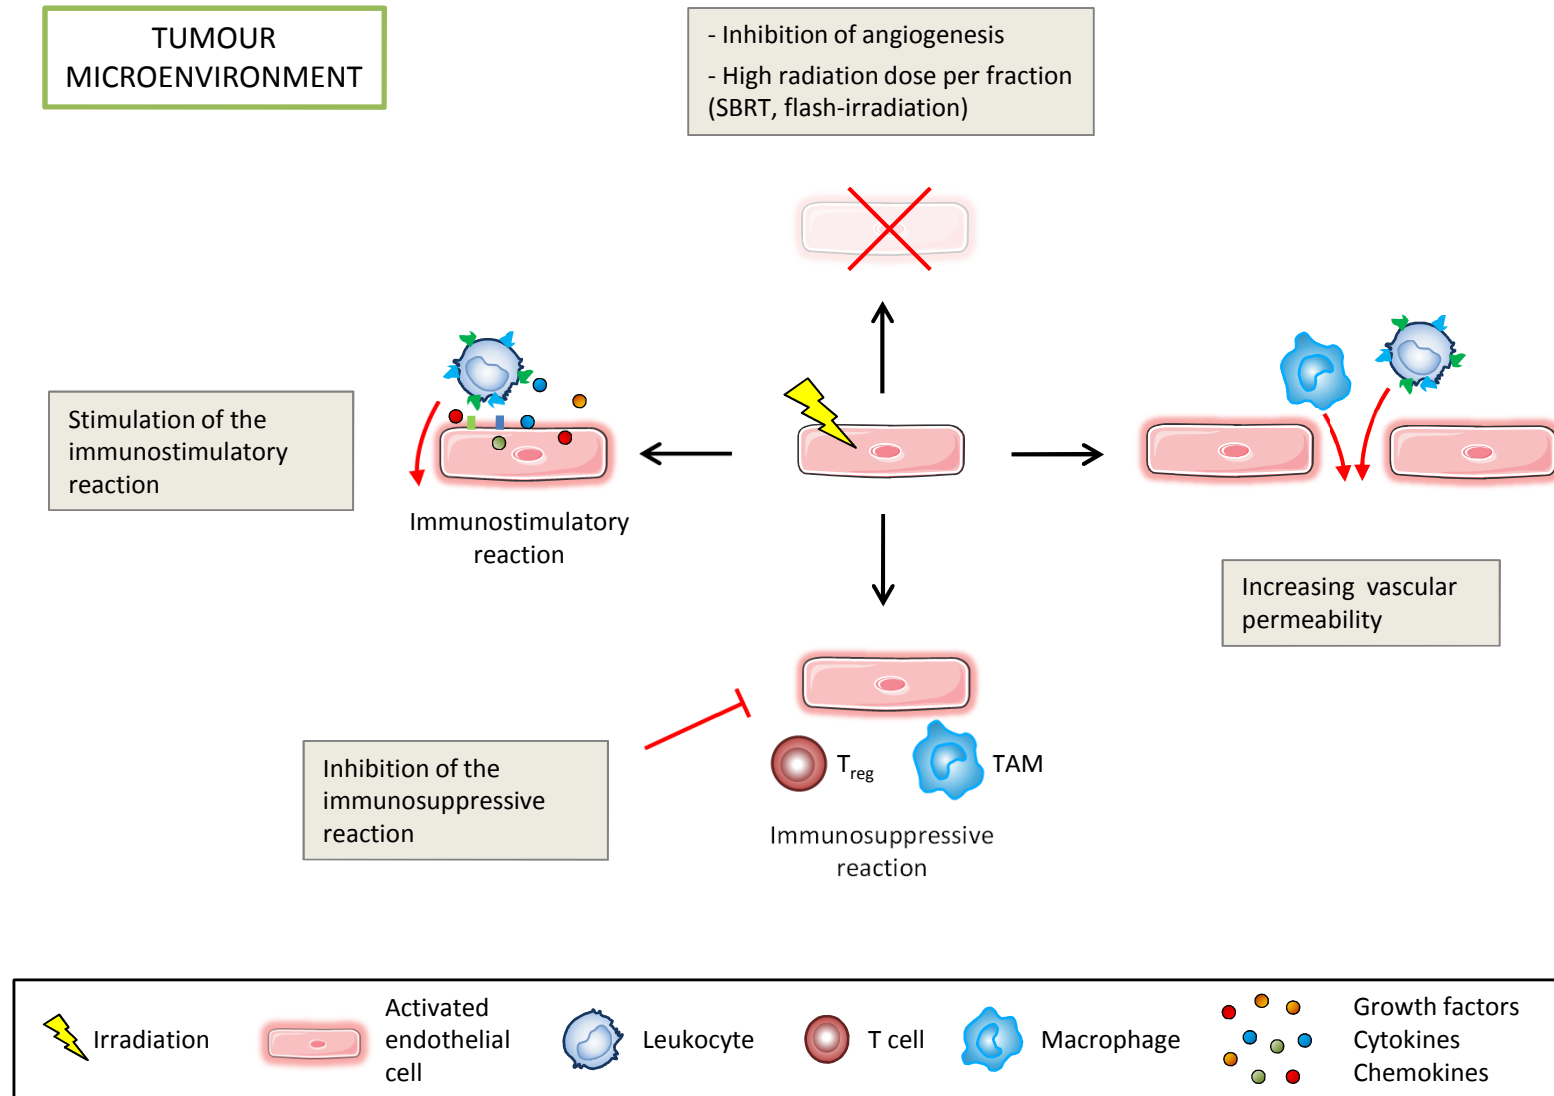 TUMOUR
MICROENVIRONMENT
- Inhibition of angiogenesis
- High radiation dose per fraction
(SBRT, flash-irradiation)
Stimulation of the
immunostimulatory
reaction
Immunostimulatory
reaction
Increasing vascular
permeability
Inhibition of the
immunosuppressive
reaction
Treg
TAM
Immunosuppressive
reaction
Irradiation
Activated
endothelial
cell
Leukocyte
T cell
Macrophage
Growth factors
Cytokines
Chemokines